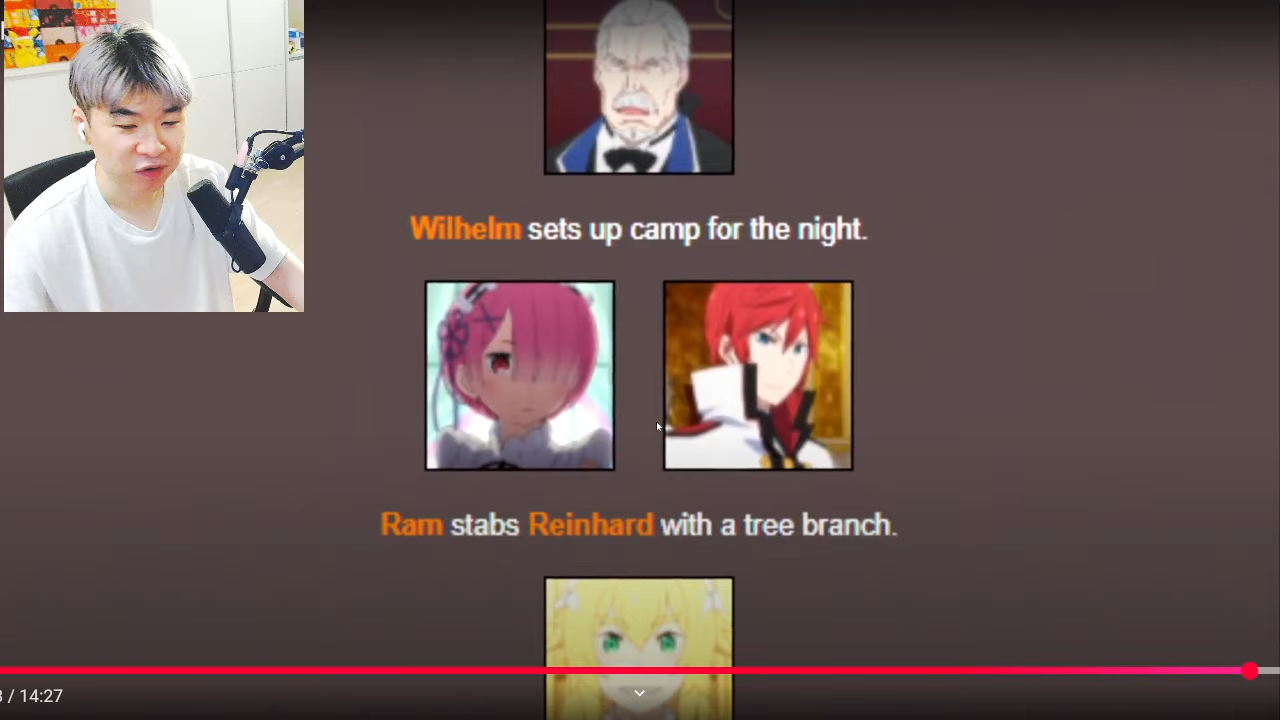 Wilhelm sets up camp for the night.
Ram stabs Reinhard with a tree branch.
/ 14:27